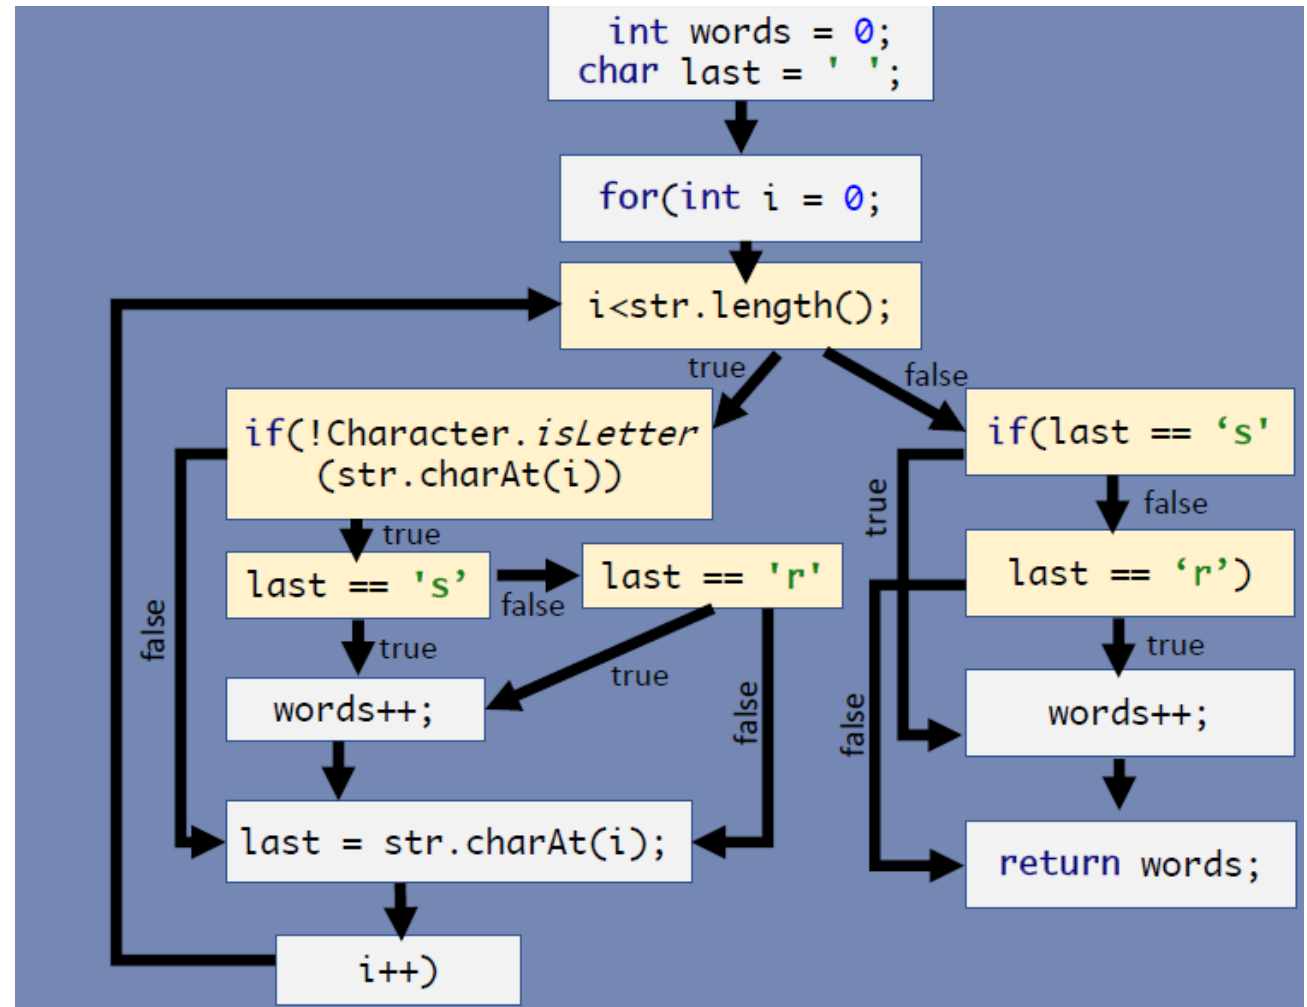 int words = 0;
char last = ' ';
for(int i = 0;
i<str.length();
true
false
if(!Character.isLetter
(str.charAt(i))
if(last == ‘s'
false
true
true
false
last == 's’
false
last == 'r'
last == ‘r’)
true
true
true
false
false
words++;
words++;
last = str.charAt(i);
return words;
i++)